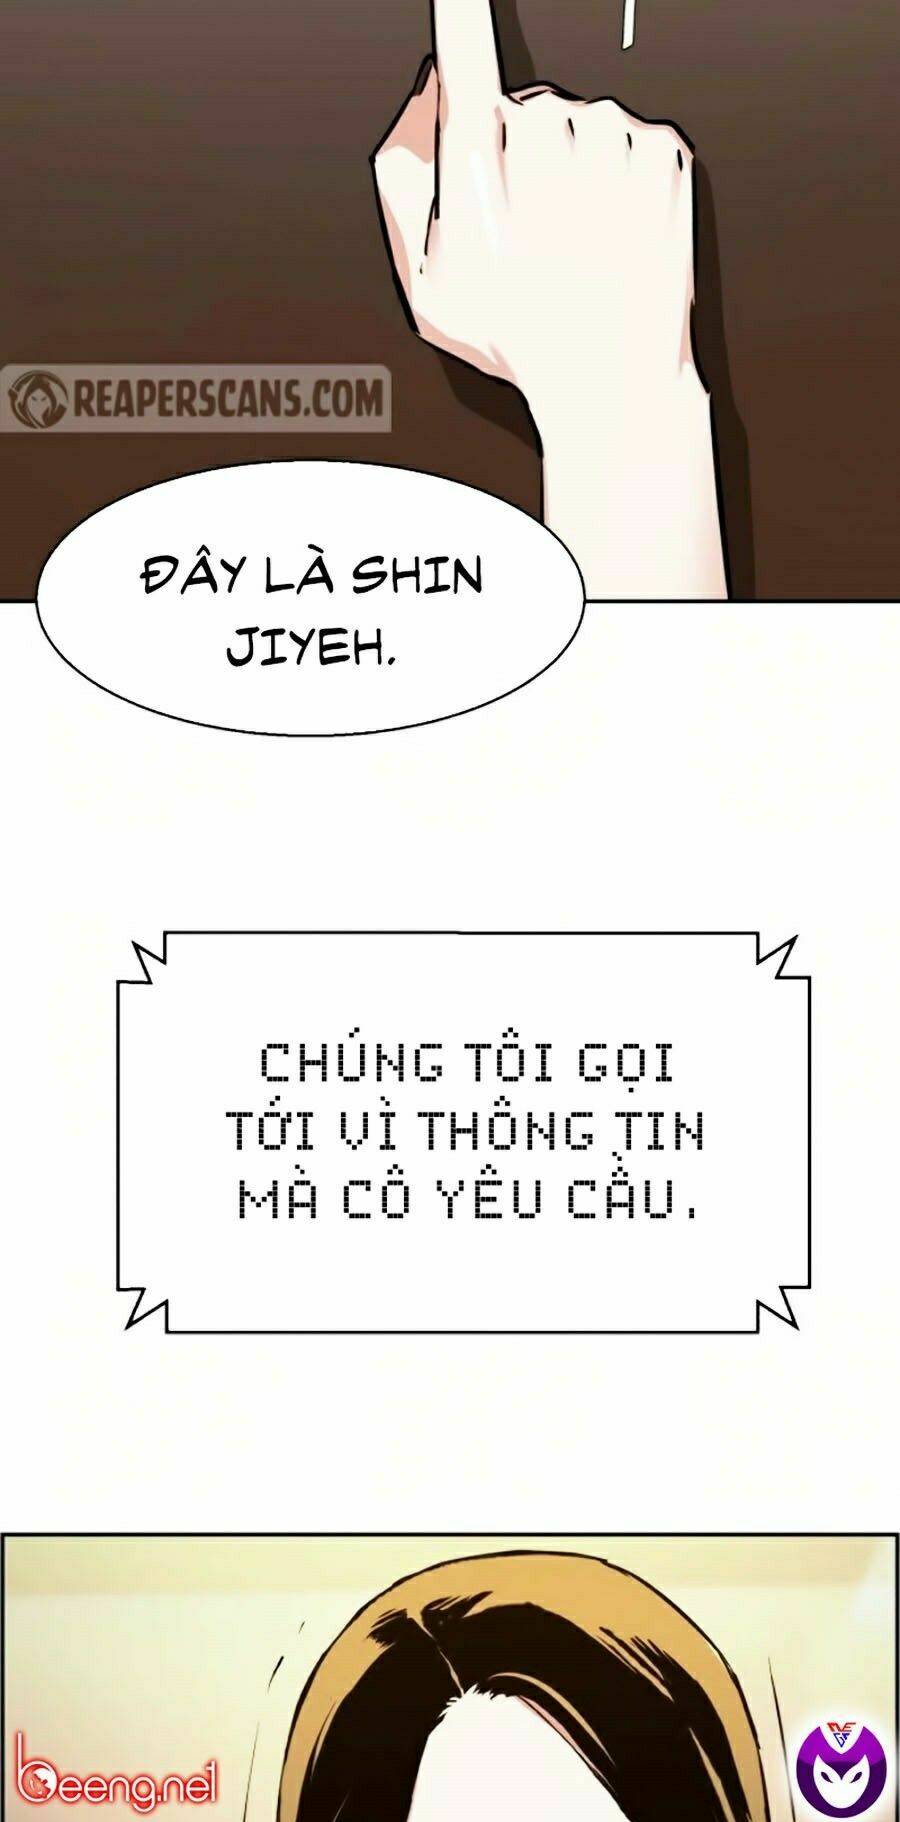 REAPERSCANS.COM
ĐÂY LÀ SHIN
JIYEH.
CHÚNG TÔI GỌI
TỚI VÌ THÔNG TIN
MÀ CÔ YÊU CẦU.
beeng.net